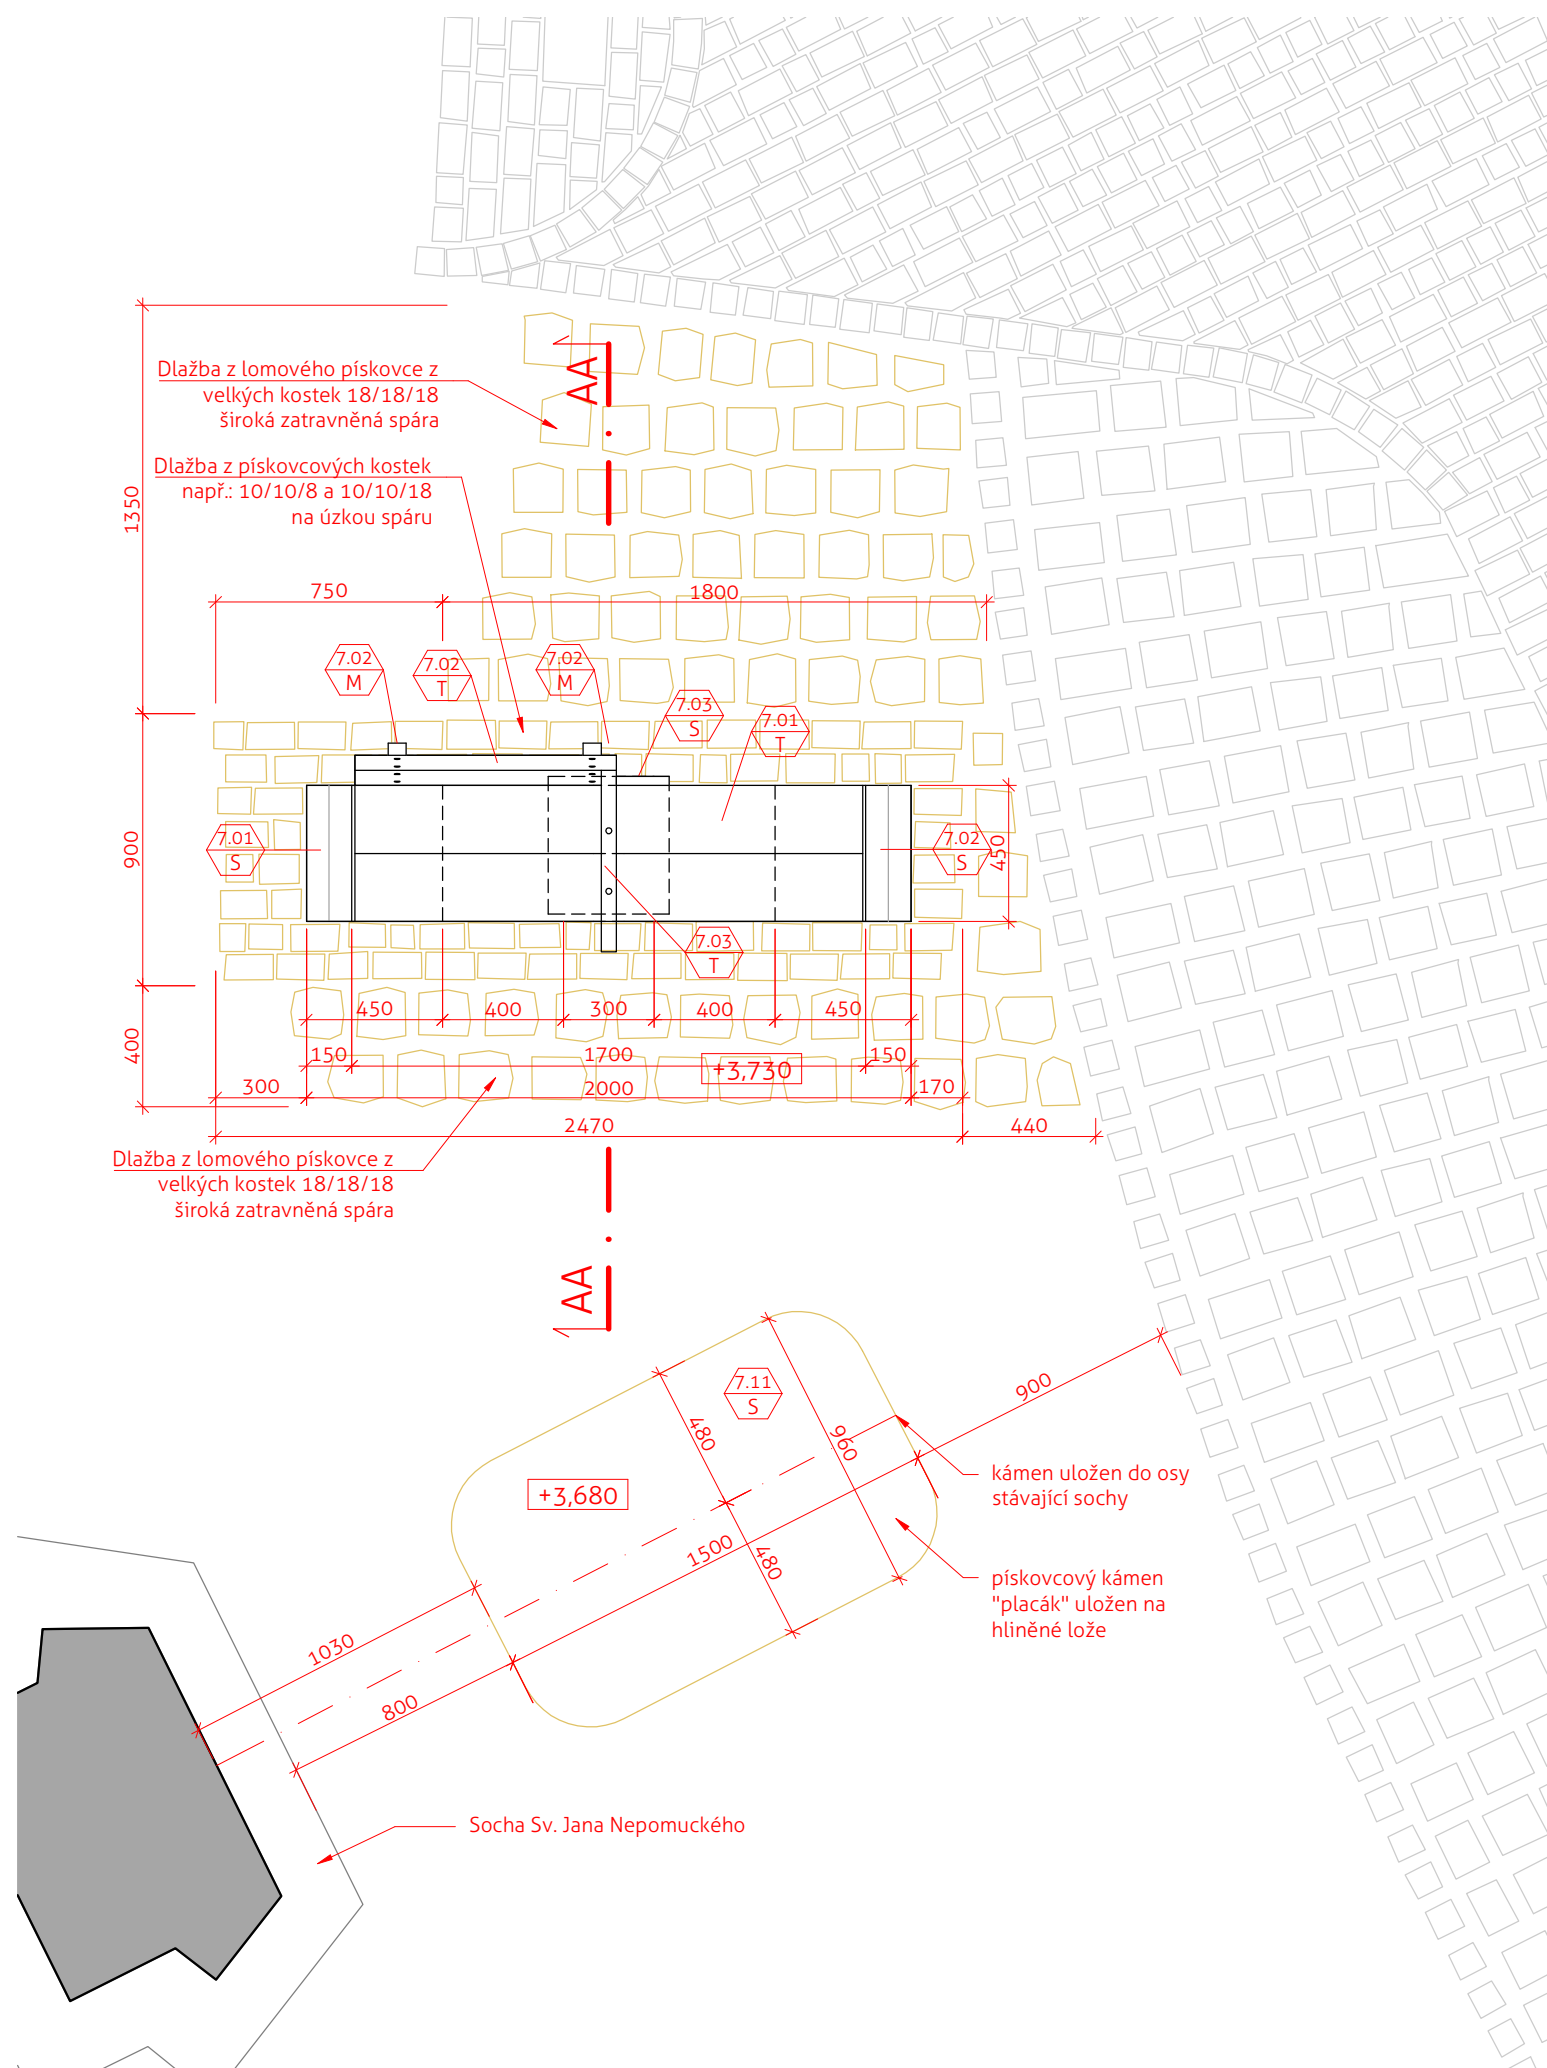 Dlažba z lomového pískovce z
velkých kostek 18/18/18
široká zatravněná spára
AA
1
Dlažba z pískovcových kostek
např.: 10/10/8 a 10/10/18
na úzkou spáru
1350
750
1800
7.02
M
7.02
T
7.02
M
7.03
S
7.01
T
900
7.01
S
7.02
S
450
7.03
T
400
450
400
300
400
450
150
1700
+3,730
150
300
2000
170
2470
440
Dlažba z lomového pískovce z
velkých kostek 18/18/18
široká zatravněná spára
AA
1
7.11
S
900
480
960
kámen uložen do osy
stávající sochy
+3,680
1500
480
pískovcový kámen
"placák" uložen na
hliněné lože
1030
800
Socha Sv. Jana Nepomuckého